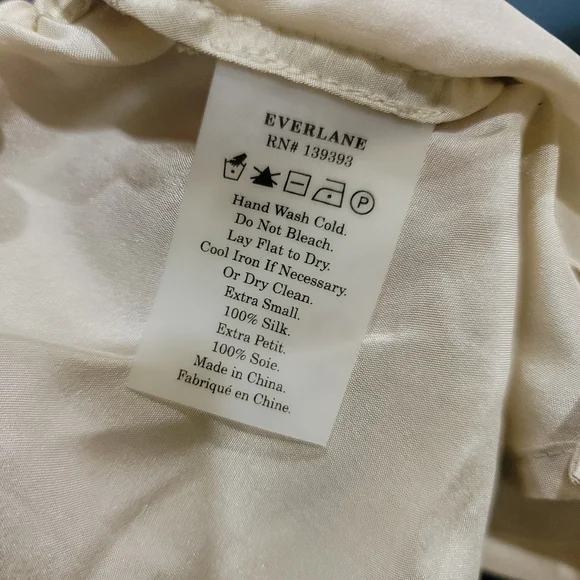 EVERLANE
RN# 139393
P
Hand Wash Cold.
Do Not Bleach.
Lay Flat to Dry.
Cool Iron If Necessary.
Or Dry Clean.
Extra Small.
100% Silk.
Extra Petit.
100% Soie.
Made in China.
Fabriqué en Chine.